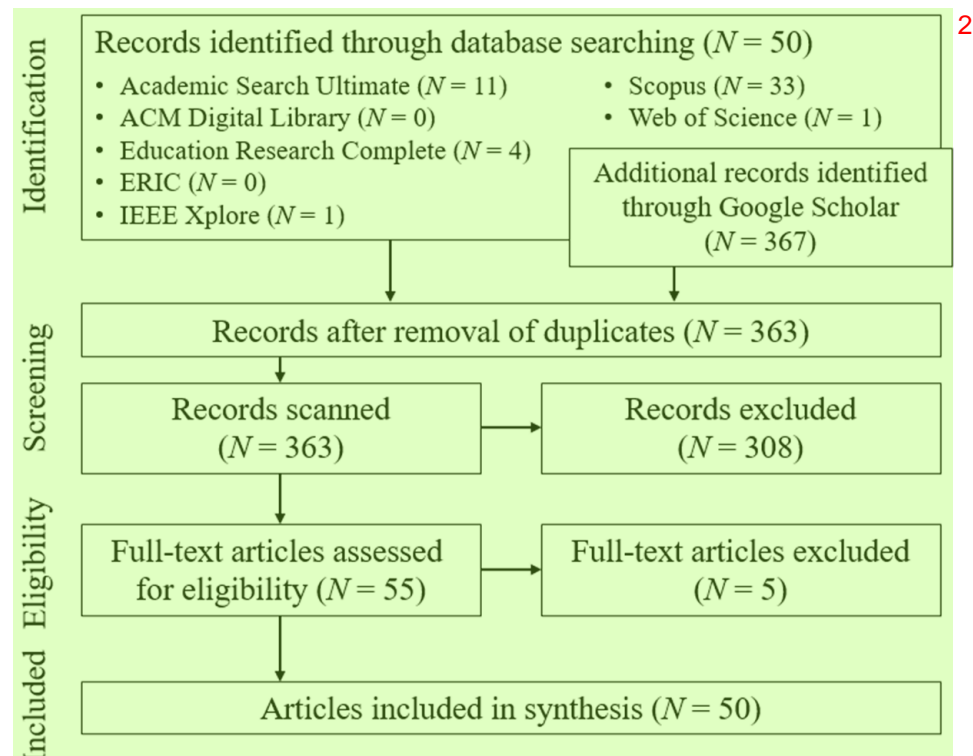 2
Identification
Records identified through database searching (N = 50)
• Academic Search Ultimate (N = 11)
• ACM Digital Library (N = 0)
• Education Research Complete (N = 4)
• ERIC (N = 0)
• IEEE Xplore (N = 1)
• Scopus (N = 33)
• Web of Science (N = 1)
Additional records identified
through Google Scholar
(N = 367)
Screening
Records after removal of duplicates (N = 363)
Records scanned
(N = 363)
Records excluded
(N = 308)
Eligibility
Full-text articles assessed
for eligibility (N = 55)
Full-text articles excluded
(N = 5)
Included
Articles included in synthesis (N = 50)